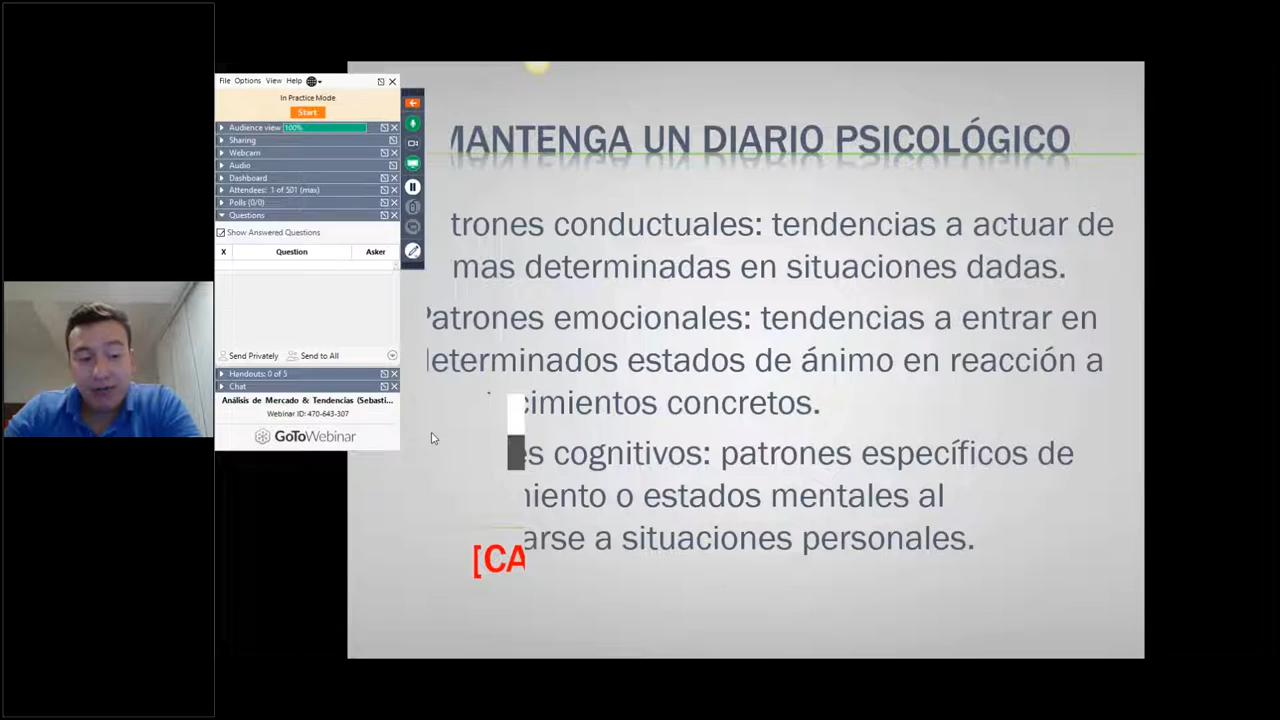 File Options View Help
In Practice Mode
Start
Audience view 100%
Sharing
Webcam
Audio
Dashboard
Attendees: 1 of 501 (max)
Polls (0/0)
Questions
Show Answered Questions
X Question Asker
Send Privately Send to All
Handouts: 0 of 5
Chat
Análisis de Mercado & Tendencias (Sebasti...
Webinar ID: 470-643-307
GoToWebinar
MANTENGA UN DIARIO PSICOLÓGICO
trones conductuales: tendencias a actuar de
mas determinadas en situaciones dadas.
Patrones emocionales: tendencias a entrar en
determinados estados de ánimo en reacción a
cimientos concretos.
es cognitivos: patrones específicos de
miento o estados mentales al
arse a situaciones personales.
[CA